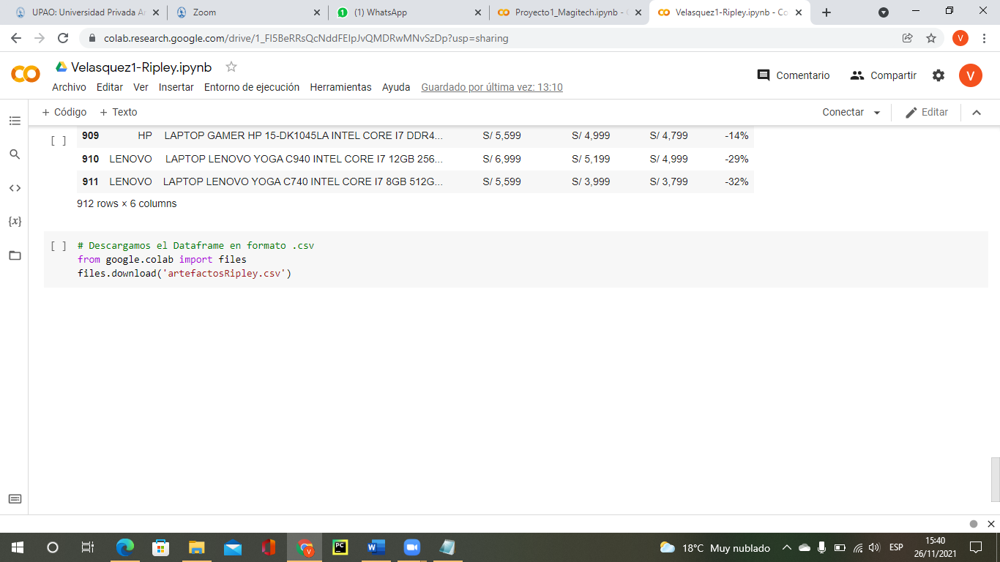 UPAO: Universidad Privada An
Zoom
(1) WhatsApp
Proyecto1_Magitech.ipynb - C
Velasquez1-Ripley.ipynb - Co
colab.research.google.com/drive/1_FI5BeRRsQcNddFEIpJvQMDRwMNvSzDp?usp=sharing
V
Velasquez1-Ripley.ipynb
Archivo Editar Ver Insertar Entorno de ejecución Herramientas Ayuda Guardado por última vez: 13:10
Comentario
Compartir
V
+ Código + Texto
Conectar
Editar
[ ]
909 HP LAPTOP GAMER HP 15-DK1045LA INTEL CORE I7 DDR4... S/ 5,599 S/ 4,999 S/ 4,799 -14%
910 LENOVO LAPTOP LENOVO YOGA C940 INTEL CORE I7 12GB 256... S/ 6,999 S/ 5,199 S/ 4,999 -29%
911 LENOVO LAPTOP LENOVO YOGA C740 INTEL CORE I7 8GB 512G... S/ 5,599 S/ 3,999 S/ 3,799 -32%
912 rows × 6 columns
[ ] # Descargamos el Dataframe en formato .csv
from google.colab import files
files.download('artefactosRipley.csv')
18°C Muy nublado
ESP
15:40
26/11/2021